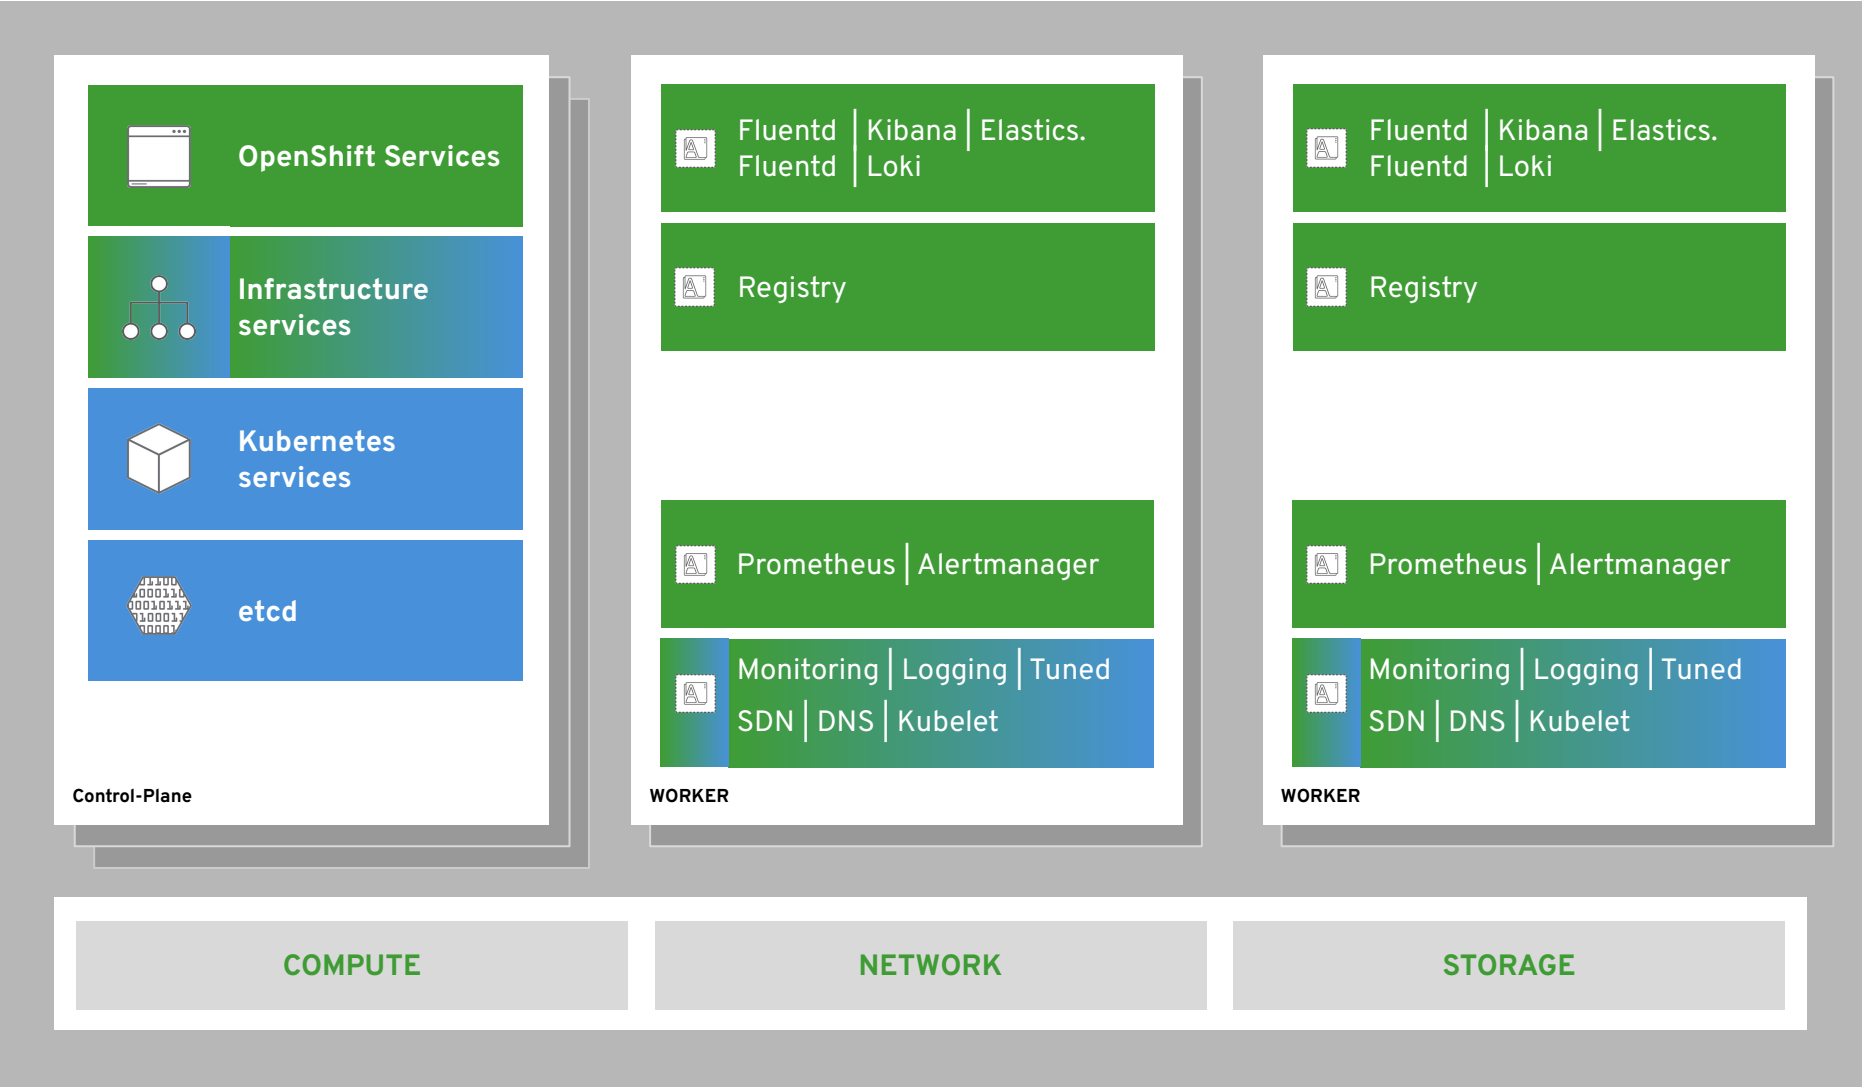 OpenShift Services
Infrastructure
services
Kubernetes
services
etcd
Control-Plane
Fluentd | Kibana | Elastics.
Fluentd | Loki
Registry
Prometheus | Alertmanager
Monitoring | Logging | Tuned
SDN | DNS | Kubelet
WORKER
Fluentd | Kibana | Elastics.
Fluentd | Loki
Registry
Prometheus | Alertmanager
Monitoring | Logging | Tuned
SDN | DNS | Kubelet
WORKER
COMPUTE
NETWORK
STORAGE